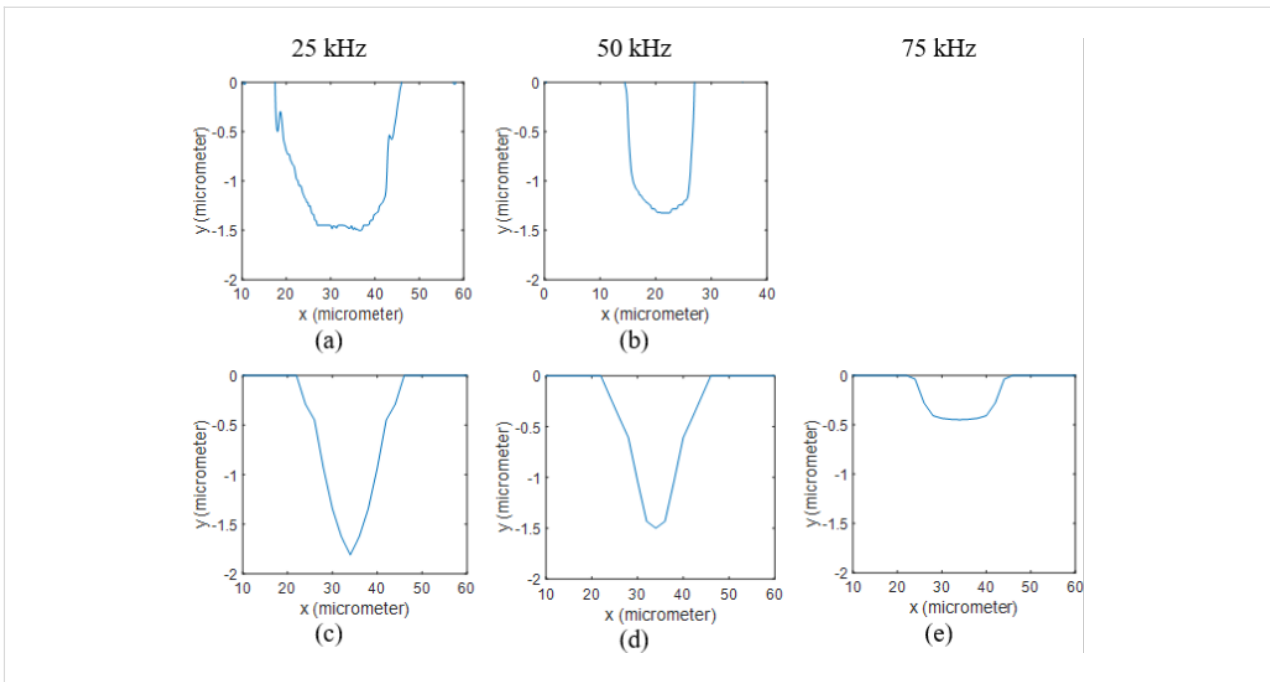 25 kHz 50 kHz 75 kHz
0 0
-0.5 -0.5
-1 -1
-1.5 -1.5
-2 -2
y (micrometer) y (micrometer)
10 20 30 40 50 60 0 10 20 30 40
x (micrometer) x (micrometer)
(a) (b)
0 0 0
-0.5 -0.5 -0.5
-1 -1 -1
-1.5 -1.5 -1.5
-2 -2 -2
y (micrometer) y (micrometer) y (micrometer)
10 20 30 40 50 60 10 20 30 40 50 60 10 20 30 40 50 60
x (micrometer) x (micrometer) x (micrometer)
(c) (d) (e)